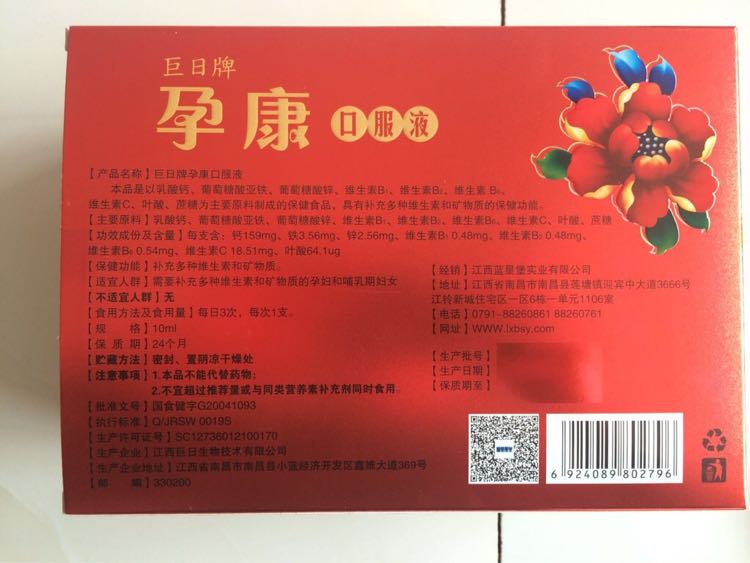 巨日牌
孕康口服液
【产品名称】巨日牌孕康口服液
本品是以乳酸钙、葡萄糖酸亚铁、葡萄糖酸锌、维生素B₁、维生素B₂、维生素 B₆、
维生素C、叶酸、蔗糖为主要原料制成的保健食品，具有补充多种维生素和矿物质的保健功能。
【主要原料】乳酸钙、葡萄糖酸亚铁、葡萄糖酸锌、维生素B₁、维生素B₂、维生素B₆、维生素C、叶酸、蔗糖
【功效成份及含量】每支含：钙159mg、铁3.56mg、锌2.56mg、维生素B₁ 0.48mg、维生素B₂ 0.48mg、
维生素B₆ 0.54mg、维生素C 18.51mg、叶酸64.1ug
【保健功能】补充多种维生素和矿物质。
【适宜人群】需要补充多种维生素和矿物质的孕妇和哺乳期妇女
【不适宜人群】无
【食用方法及食用量】每日3次，每次1支。
【规 格】10ml
【保 质 期】24个月
【贮藏方法】密封、置阴凉干燥处
【注意事项】1.本品不能代替药物；
2.不宜超过推荐量或与同类营养素补充剂同时食用。
【批准文号】国食健字G20041093
【执行标准】Q/JRSW 0019S
【生产许可证号】SC12736012100170
【生产企业】江西巨日生物技术有限公司
【生产企业地址】江西省南昌市南昌县小蓝经济开发区鑫维大道369号
【邮 编】330200
【经销】江西蓝星堡实业有限公司
【地址】江西省南昌市南昌县莲塘镇迎宾中大道3666号
江铃新城住宅区一区6栋一单元1106室
【电话】0791-88260861 88260761
【网址】WWW.lxbsy.com
【生产批号】
【生产日期】
【保质期至】
6 924089 802796